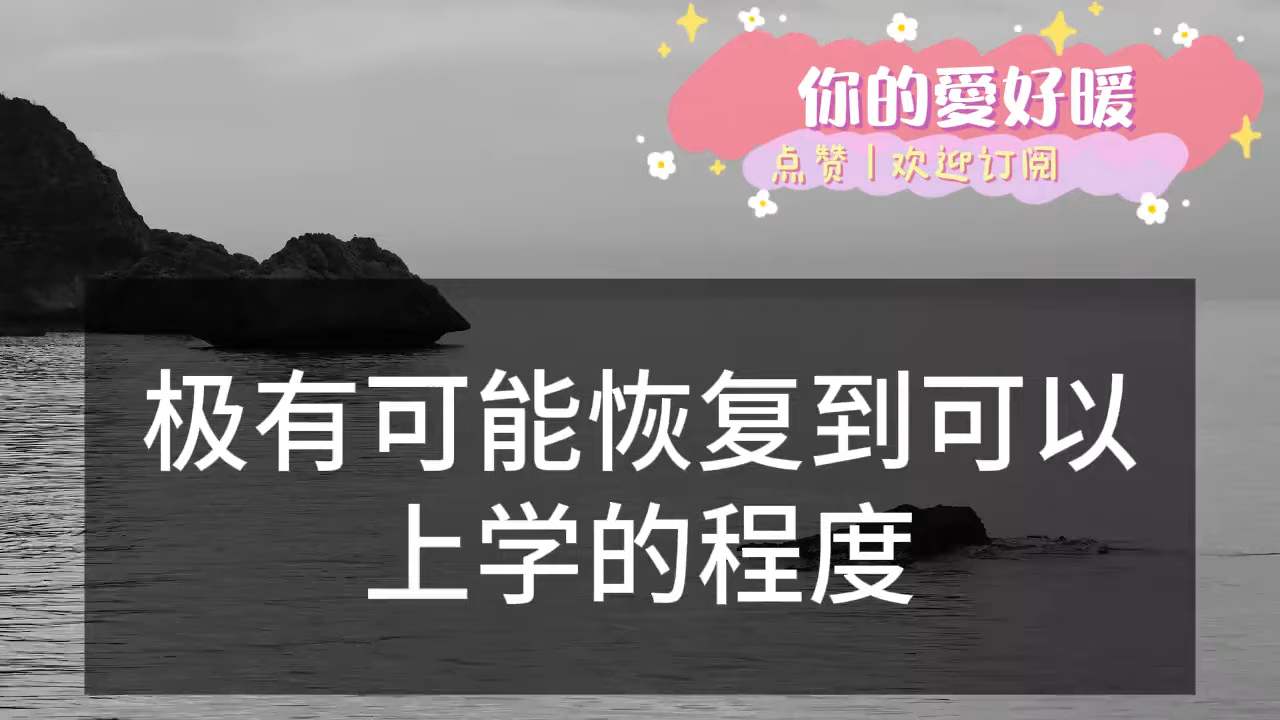 你的愛好暖
点赞 | 欢迎订阅
极有可能恢复到可以
上学的程度